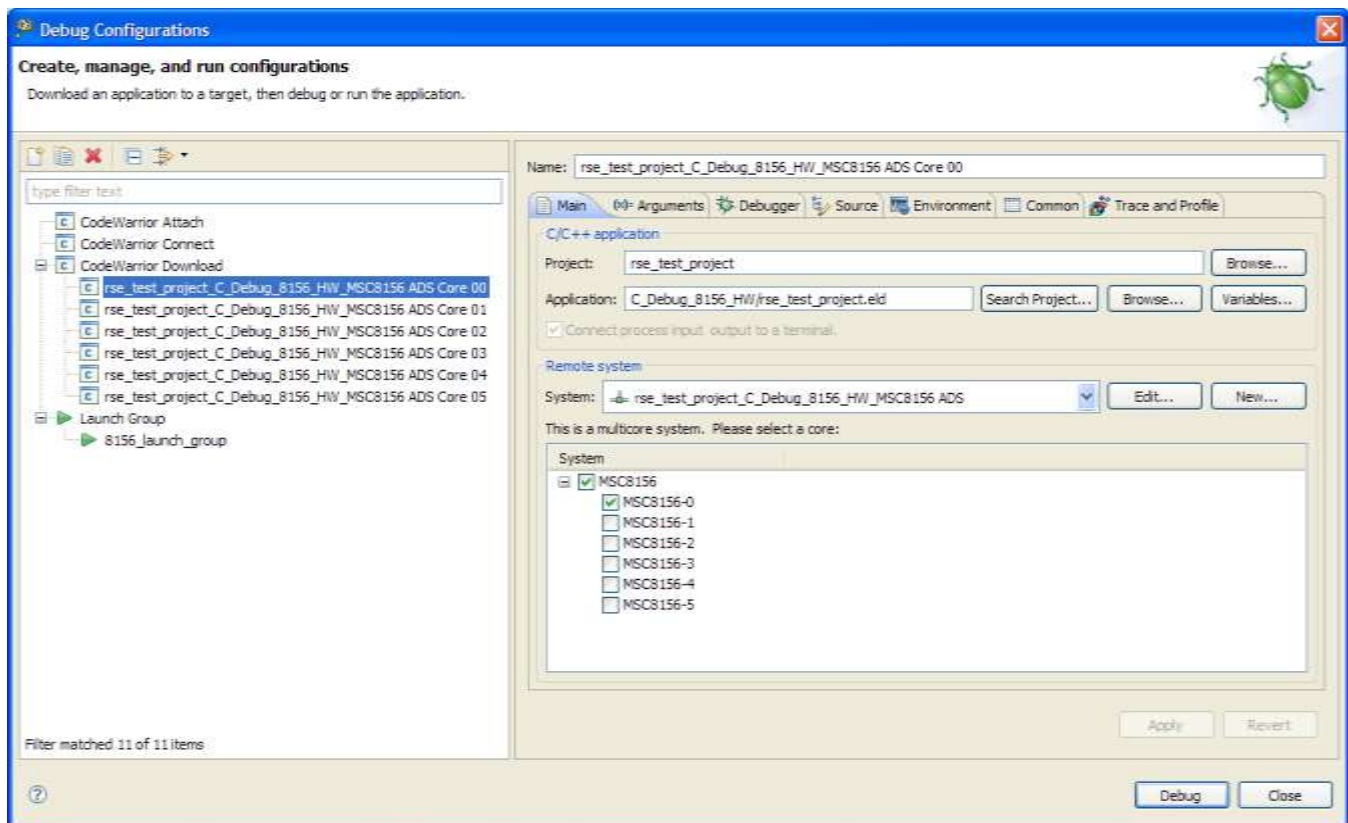 Debug Configurations
Create, manage, and run configurations
Download an application to a target, then debug or run the application.
type filter text
CodeWarrior Attach
CodeWarrior Connect
CodeWarrior Download
rse_test_project_C_Debug_8156_HW_MSC8156 ADS Core 00
rse_test_project_C_Debug_8156_HW_MSC8156 ADS Core 01
rse_test_project_C_Debug_8156_HW_MSC8156 ADS Core 02
rse_test_project_C_Debug_8156_HW_MSC8156 ADS Core 03
rse_test_project_C_Debug_8156_HW_MSC8156 ADS Core 04
rse_test_project_C_Debug_8156_HW_MSC8156 ADS Core 05
Launch Group
8156_launch_group
Filter matched 11 of 11 items
Name: rse_test_project_C_Debug_8156_HW_MSC8156 ADS Core 00
Main (x)= Arguments Debugger Source Environment Common Trace and Profile
C/C++ application
Project: rse_test_project Browse...
Application: C_Debug_8156_HW/rse_test_project.eld Search Project... Browse... Variables...
Connect process input, output to a terminal.
Remote system
System: rse_test_project_C_Debug_8156_HW_MSC8156 ADS Edit... New...
This is a multicore system. Please select a core:
System
MSC8156
MSC8156-0
MSC8156-1
MSC8156-2
MSC8156-3
MSC8156-4
MSC8156-5
Apply Revert
Debug Close